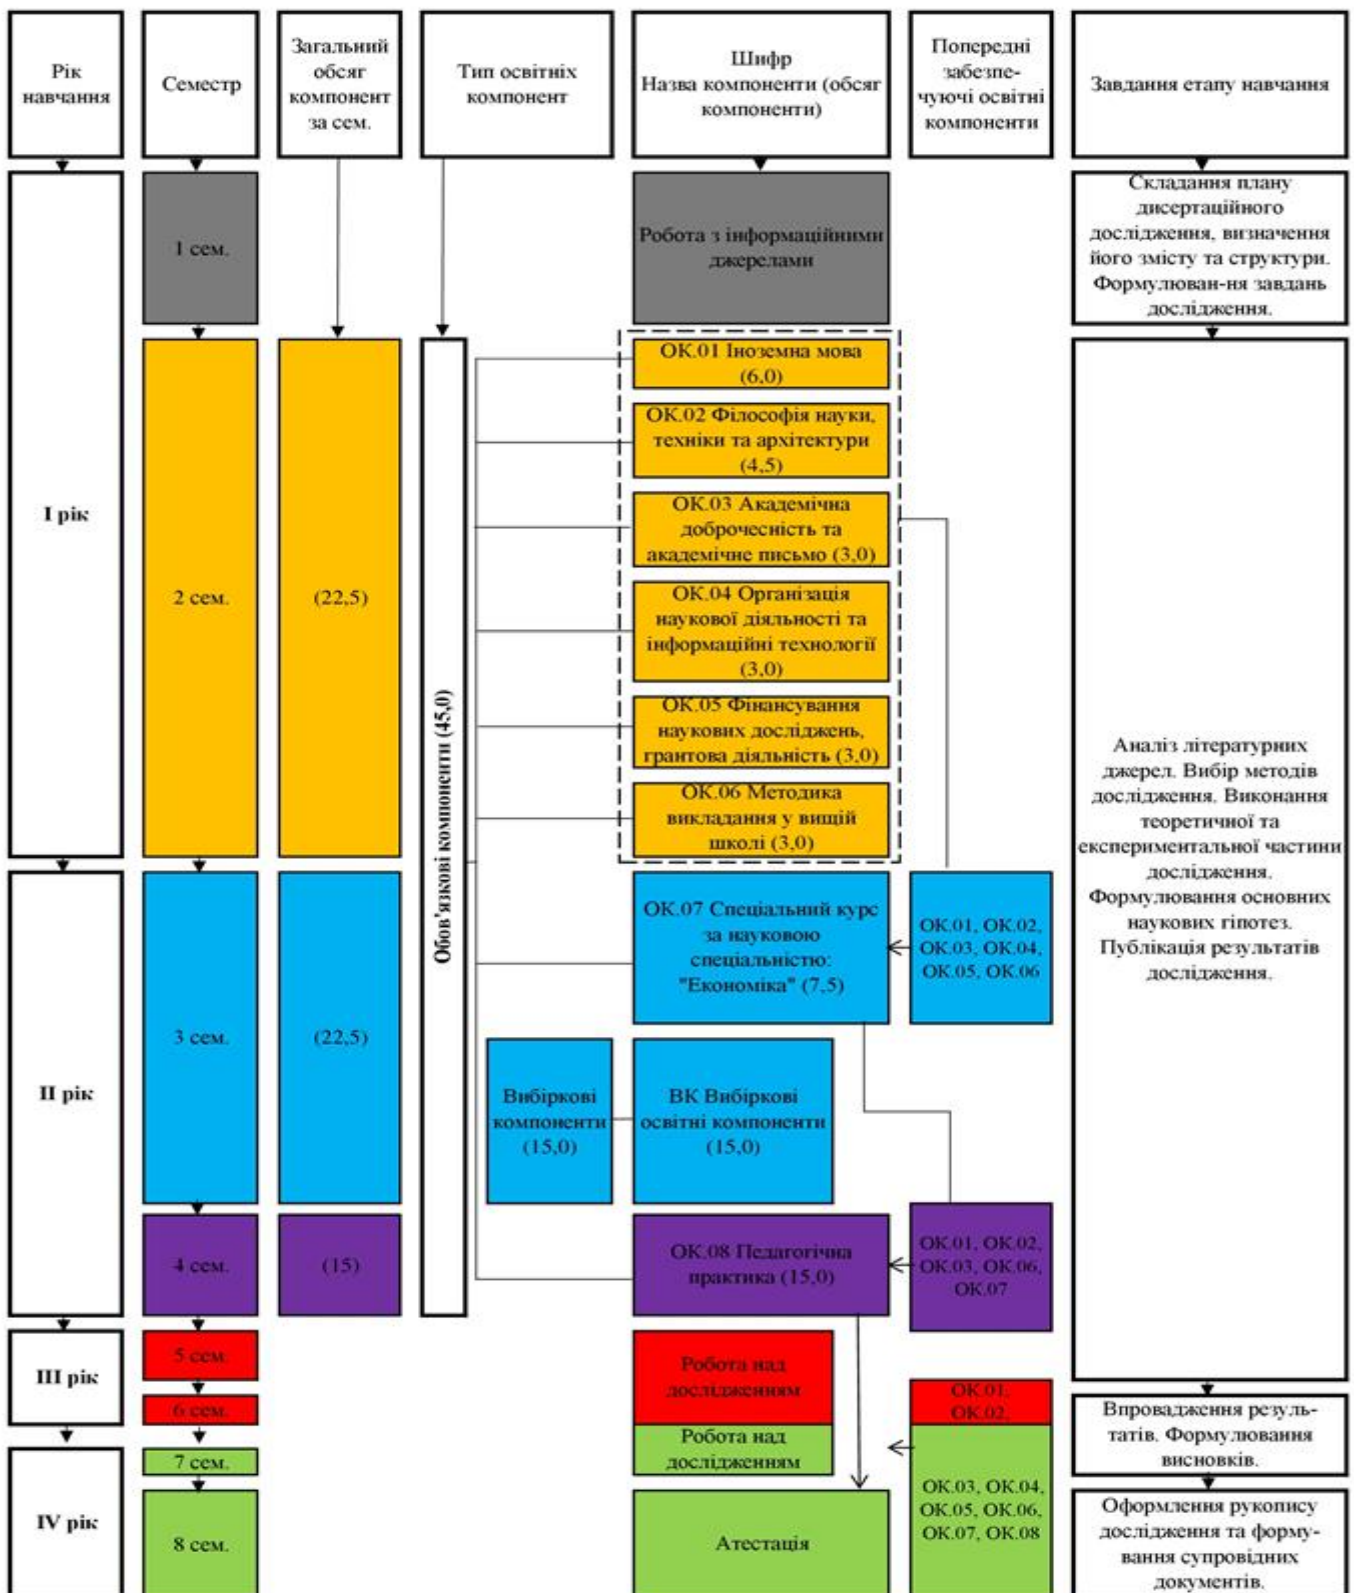 Рік
навчання
Семестр
Загальний
обсяг
компонент
за сем.
Тип освітніх
компонент
Шифр
Назва компоненти (обсяг
компоненти)
Попередні
забезпе-
чуючі освітні
компоненти
Завдання етапу навчання
І рік
1 сем.
Робота з інформаційними
джерелами
Складання плану
дисертаційного
дослідження, визначення
його змісту та структури.
Формулюван-ня завдань
дослідження.
2 сем.
(22,5)
Обов'язкові компоненти (45,0)
ОК.01 Іноземна мова
(6,0)
ОК.02 Філософія науки,
техніки та архітектури
(4,5)
ОК.03 Академічна
доброчесність та
академічне письмо (3,0)
ОК.04 Організація
наукової діяльності та
інформаційні технології
(3,0)
ОК.05 Фінансування
наукових досліджень,
грантова діяльність (3,0)
ОК.06 Методика
викладання у вищій
школі (3,0)
Аналіз літературних
джерел. Вибір методів
дослідження. Виконання
теоретичної та
експериментальної частини
дослідження.
Формулювання основних
наукових гіпотез.
Публікація результатів
дослідження.
ІІ рік
3 сем.
(22,5)
ОК.07 Спеціальний курс
за науковою
спеціальністю:
"Економіка" (7,5)
ОК.01, ОК.02,
ОК.03, ОК.04,
ОК.05, ОК.06
Вибіркові
компоненти
(15,0)
ВК Вибіркові
освітні компоненти
(15,0)
4 сем.
(15)
ОК.08 Педагогічна
практика (15,0)
ОК.01, ОК.02,
ОК.03, ОК.06,
ОК.07
ІІІ рік
5 сем.
6 сем.
Робота над
дослідженням
ОК.01,
ОК.02,
Впровадження резуль-
татів. Формулювання
висновків.
IV рік
7 сем.
Робота над
дослідженням
ОК.03, ОК.04,
ОК.05, ОК.06,
ОК.07, ОК.08
8 сем.
Атестація
Оформлення рукопису
дослідження та форму-
вання супровідних
документів.